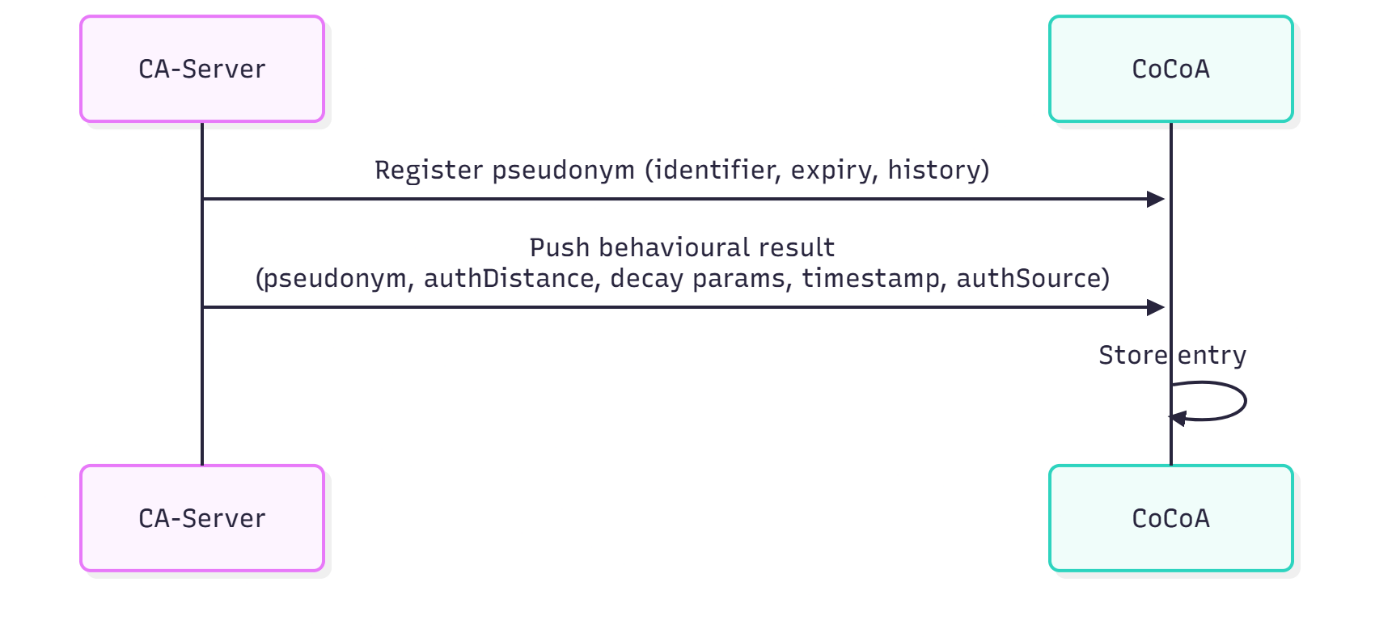 CA-Server
CoCoA
Register pseudonym (identifier, expiry, history)
Push behavioural result
(pseudonym, authDistance, decay params, timestamp, authSource)
Store entry
CA-Server
CoCoA